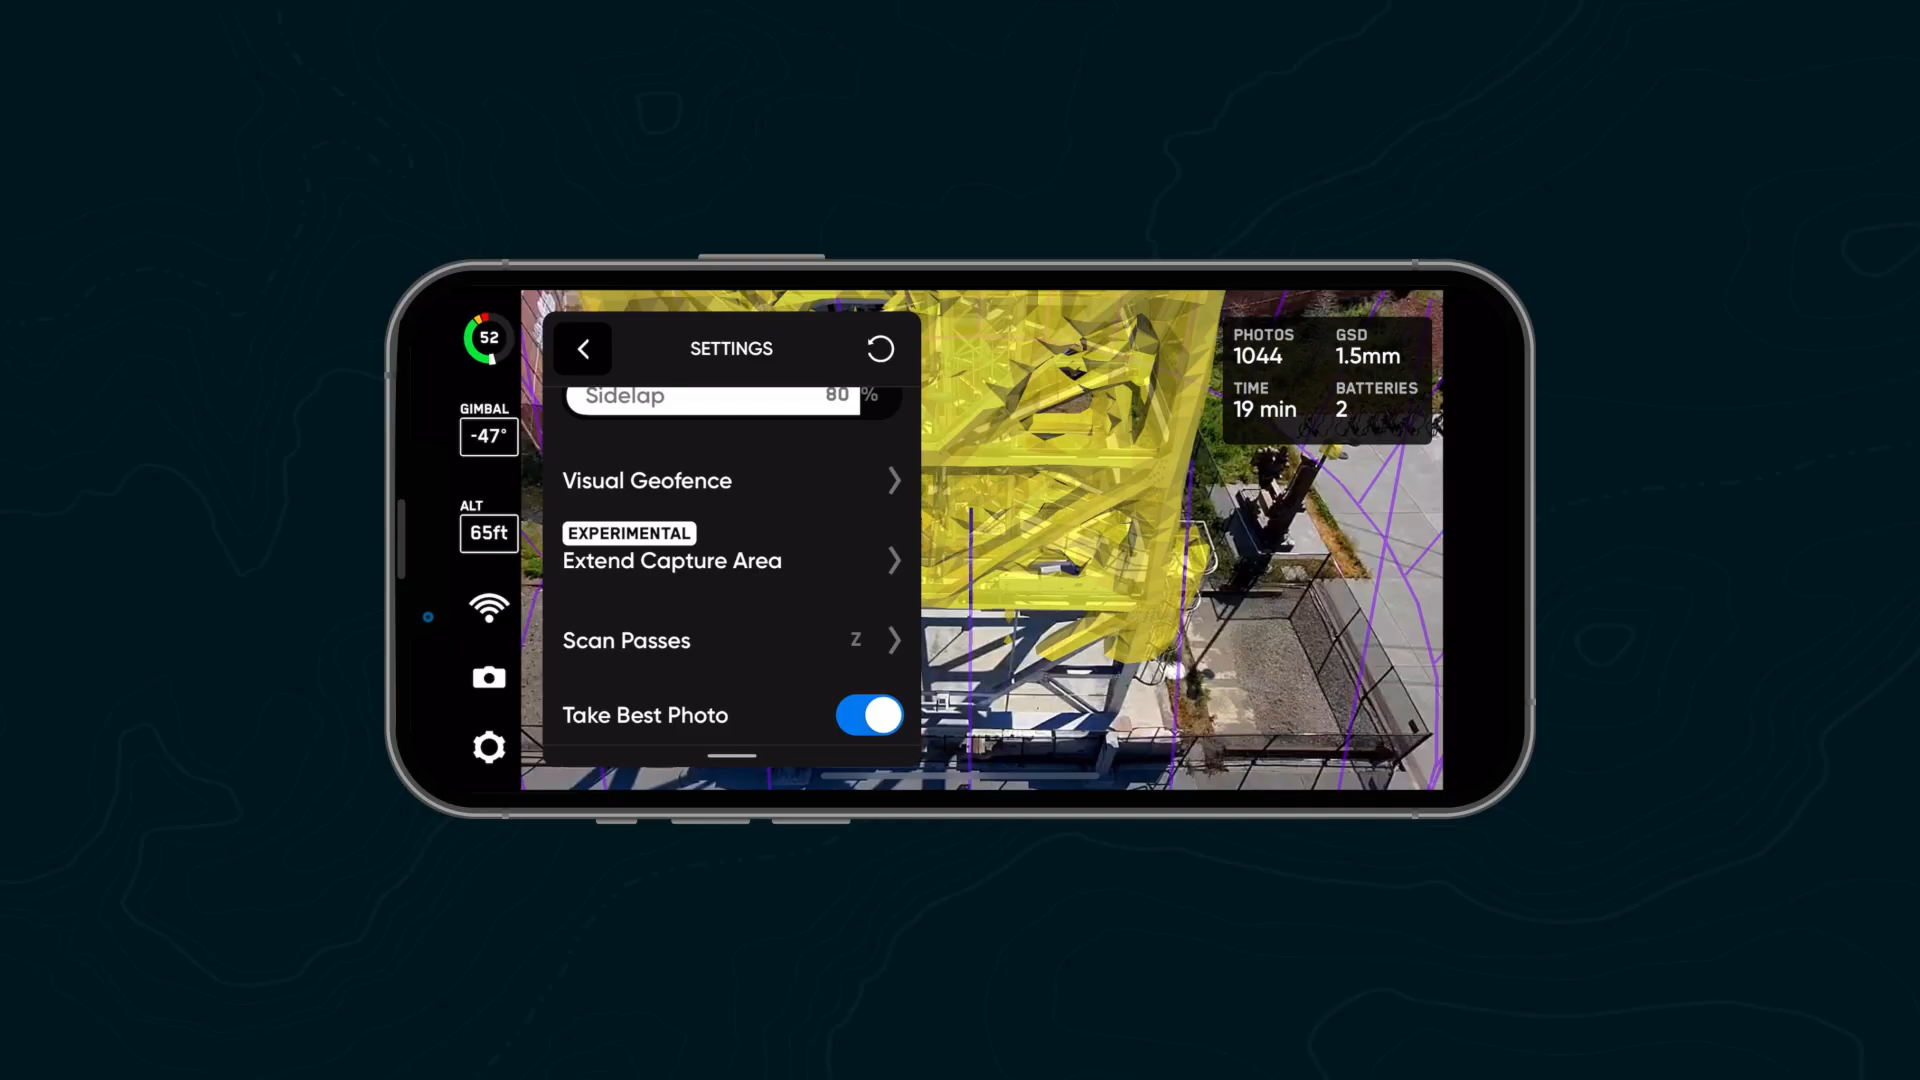 52
GIMBAL
-47°
ALT
65ft
SETTINGS
Sidelap 80 %
Visual Geofence
EXPERIMENTAL
Extend Capture Area
Scan Passes Z
Take Best Photo
PHOTOS GSD
1044 1.5mm
TIME BATTERIES
19 min 2